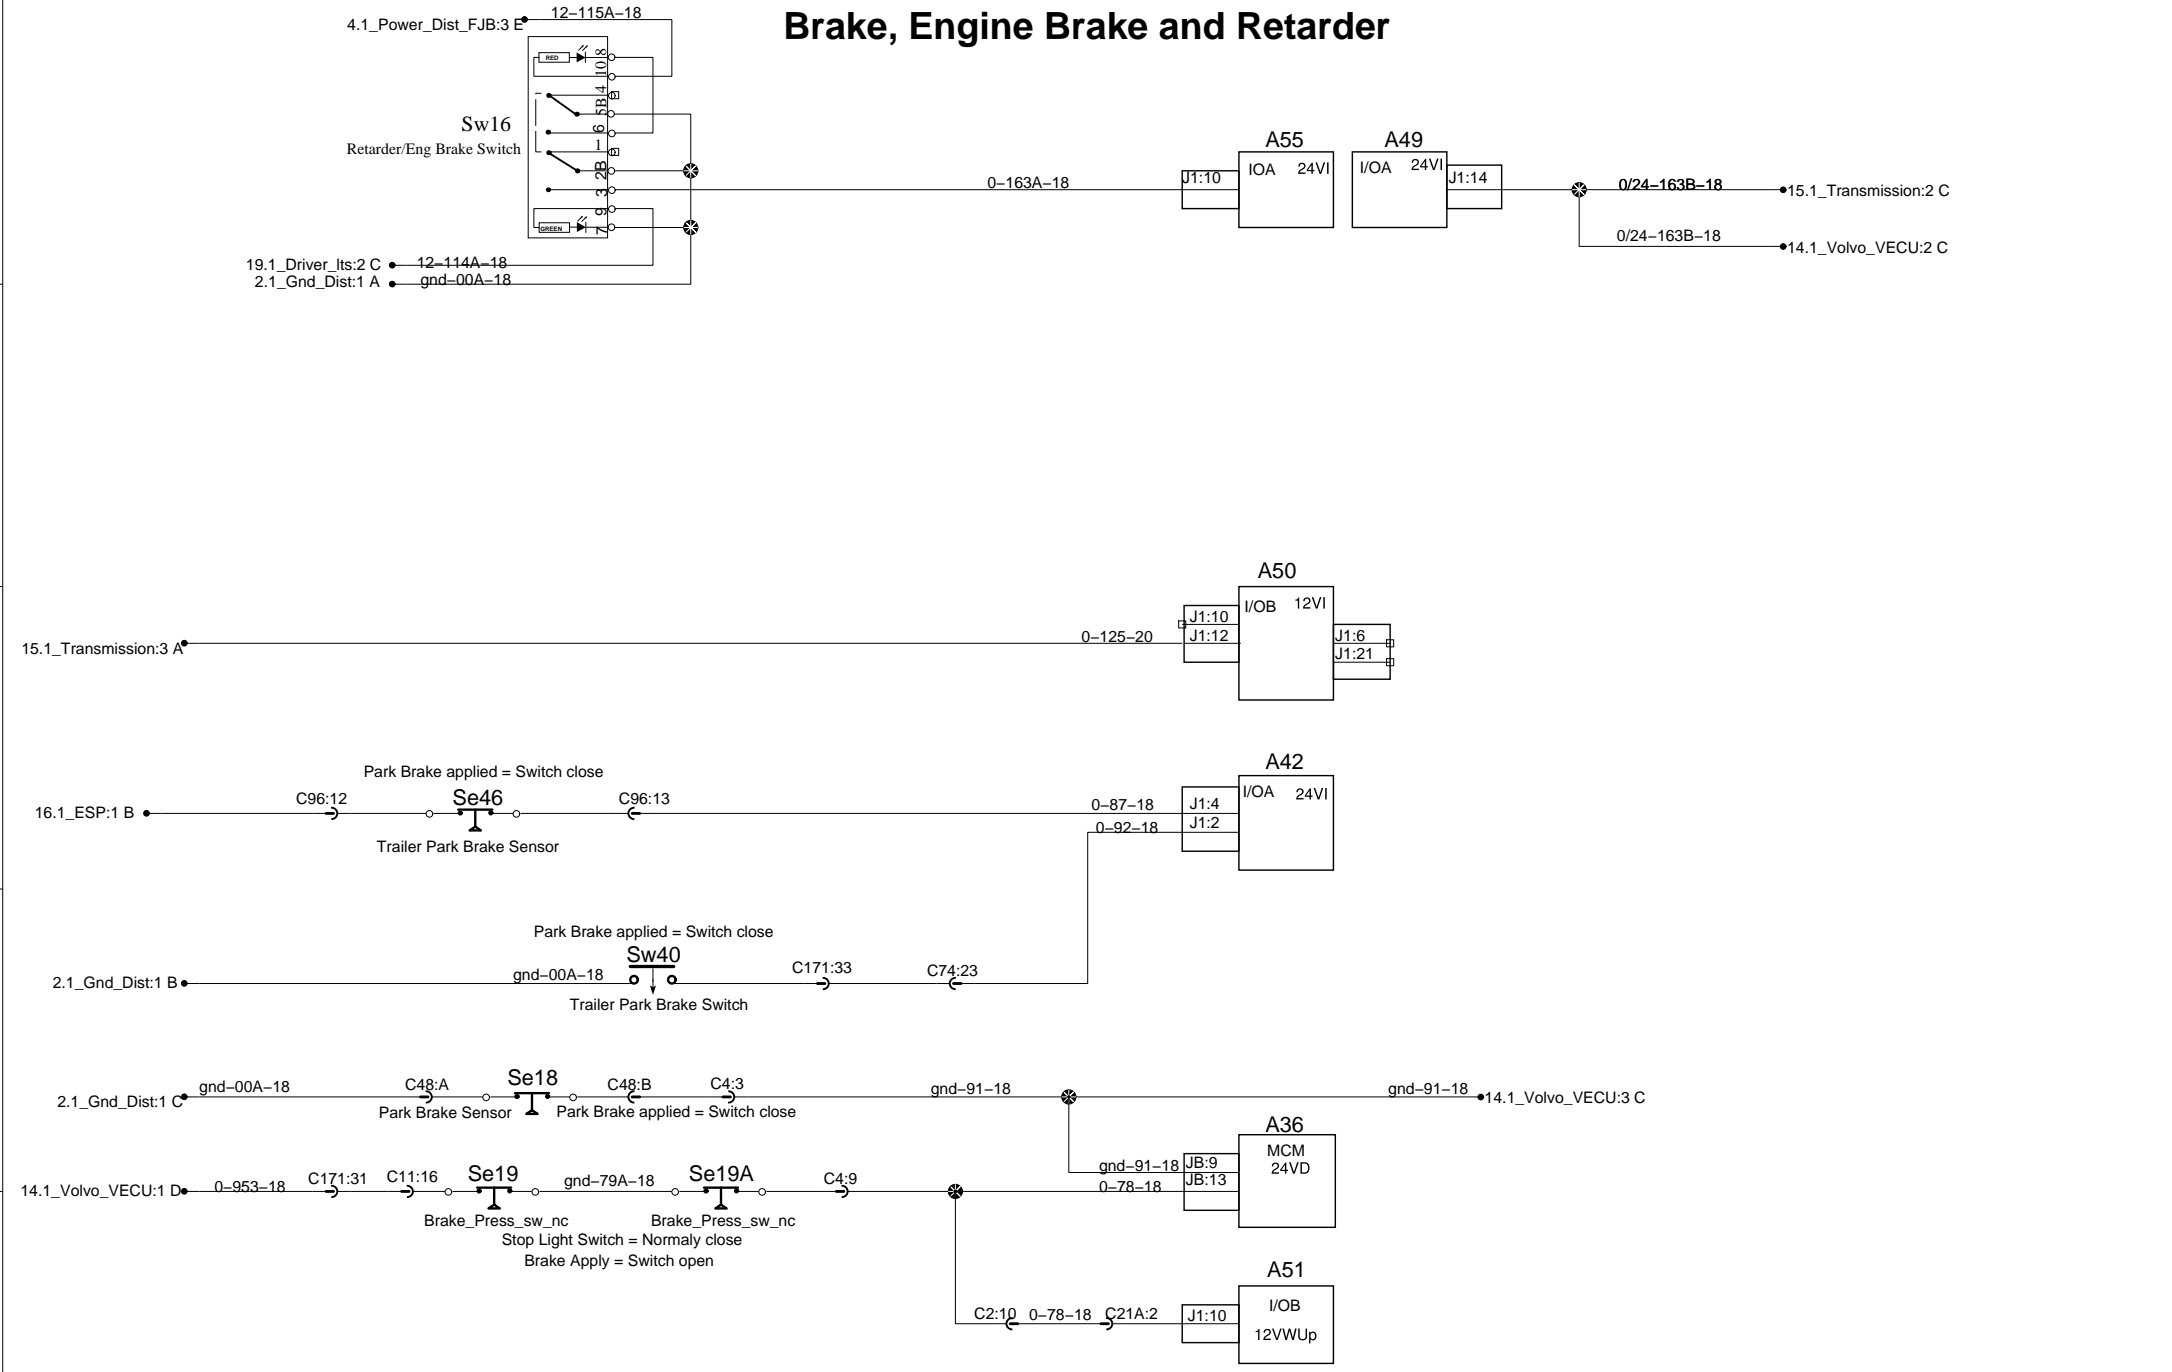 Brake, Engine Brake and Retarder
12−115A−18
4.1_Power_Dist_FJB:3 E
RED
8
10
4
5B
6
1
2B
3
9
7
GREEN
Sw16
Retarder/Eng Brake Switch
19.1_Driver_lts:2 C
12−114A−18
2.1_Gnd_Dist:1 A
gnd−00A−18
0−163A−18
A55
J1:10
IOA
24VI
A49
I/OA
24VI
J1:14
0/24−163B−18
15.1_Transmission:2 C
0/24−163B−18
14.1_Volvo_VECU:2 C
A50
I/OB
12VI
J1:10
J1:12
J1:6
J1:21
15.1_Transmission:3 A
0−125−20
Park Brake applied = Switch close
16.1_ESP:1 B
C96:12
Se46
C96:13
Trailer Park Brake Sensor
0−87−18
0−92−18
A42
J1:4
J1:2
I/OA
24VI
Park Brake applied = Switch close
Sw40
2.1_Gnd_Dist:1 B
gnd−00A−18
C171:33
C74:23
Trailer Park Brake Switch
2.1_Gnd_Dist:1 C
gnd−00A−18
C48:A
Se18
C48:B
C4:3
Park Brake Sensor
Park Brake applied = Switch close
gnd−91−18
gnd−91−18
14.1_Volvo_VECU:3 C
A36
MCM
24VD
gnd−91−18
JB:9
0−78−18
JB:13
14.1_Volvo_VECU:1 D
0−953−18
C171:31
C11:16
Se19
gnd−79A−18
Se19A
C4:9
Brake_Press_sw_nc
Brake_Press_sw_nc
Stop Light Switch = Normaly close
Brake Apply = Switch open
A51
C2:10
0−78−18
C21A:2
J1:10
I/OB
12VWUp